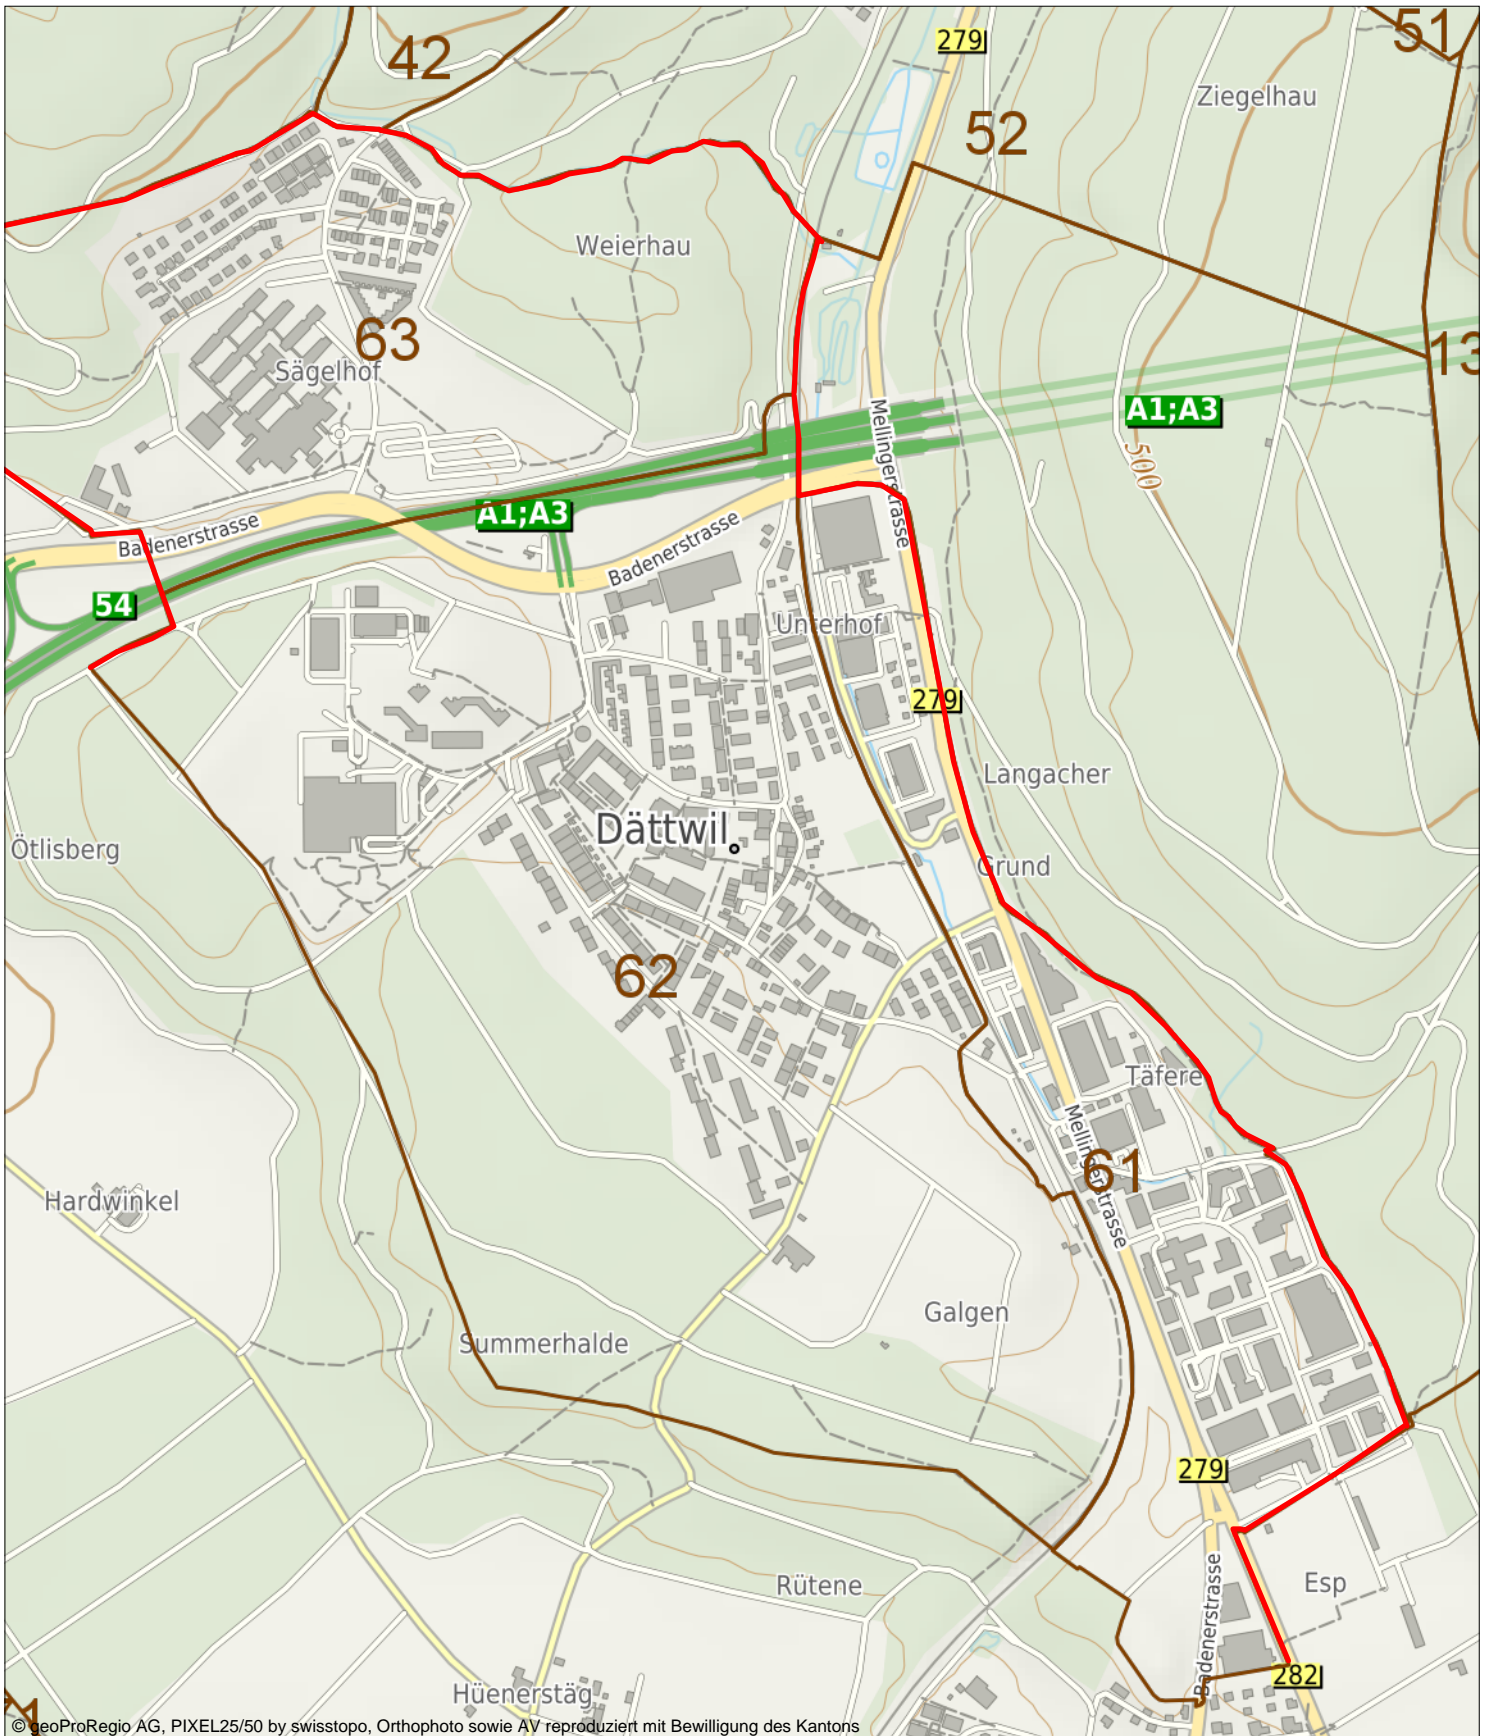 42
279
51
52
Ziegelhau
Weierhau
63
13
Sägelhof
A1;A3
Mellingerstrasse
500
A1;A3
Badenerstrasse
Badenerstrasse
54
Unterhof
279
Langacher
Dättwil
Ötlisberg
Grund
62
Täfere
Mellingerstrasse
61
Hardwinkel
Galgen
Summerhalde
279
Rütene
Esp
Badenerstrasse
282
Hüenerstäg
© geoProRegio AG, PIXEL25/50 by swisstopo, Orthophoto sowie AV reproduziert mit Bewilligung des Kantons